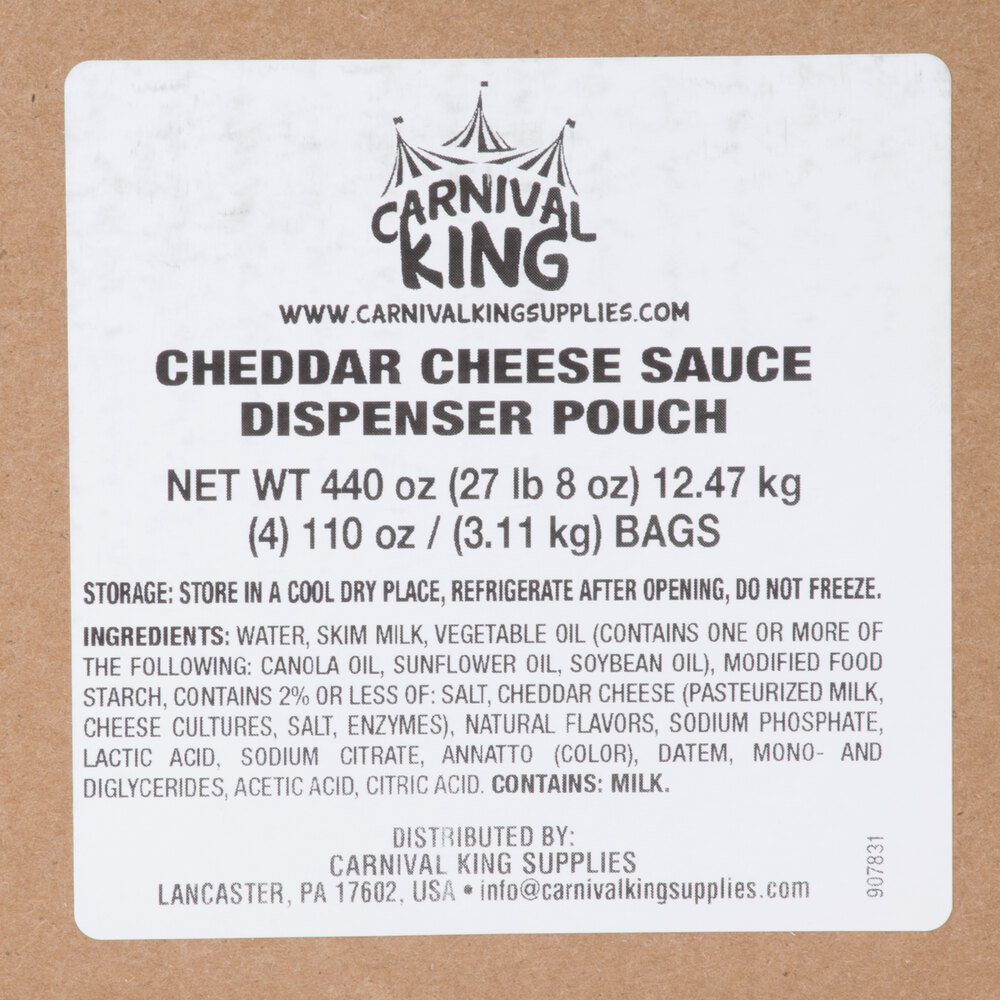 CARNIVAL
KING
WWW.CARNIVALKINGSUPPLIES.COM
CHEDDAR CHEESE SAUCE
DISPENSER POUCH
NET WT 440 oz (27 lb 8 oz) 12.47 kg
(4) 110 oz / (3.11 kg) BAGS
STORAGE: STORE IN A COOL DRY PLACE, REFRIGERATE AFTER OPENING, DO NOT FREEZE.
INGREDIENTS: WATER, SKIM MILK, VEGETABLE OIL (CONTAINS ONE OR MORE OF
THE FOLLOWING: CANOLA OIL, SUNFLOWER OIL, SOYBEAN OIL), MODIFIED FOOD
STARCH, CONTAINS 2% OR LESS OF: SALT, CHEDDAR CHEESE (PASTEURIZED MILK,
CHEESE CULTURES, SALT, ENZYMES), NATURAL FLAVORS, SODIUM PHOSPHATE,
LACTIC ACID, SODIUM CITRATE, ANNATTO (COLOR), DATEM, MONO- AND
DIGLYCERIDES, ACETIC ACID, CITRIC ACID. CONTAINS: MILK.
DISTRIBUTED BY:
CARNIVAL KING SUPPLIES
LANCASTER, PA 17602, USA • info@carnivalkingsupplies.com
907831